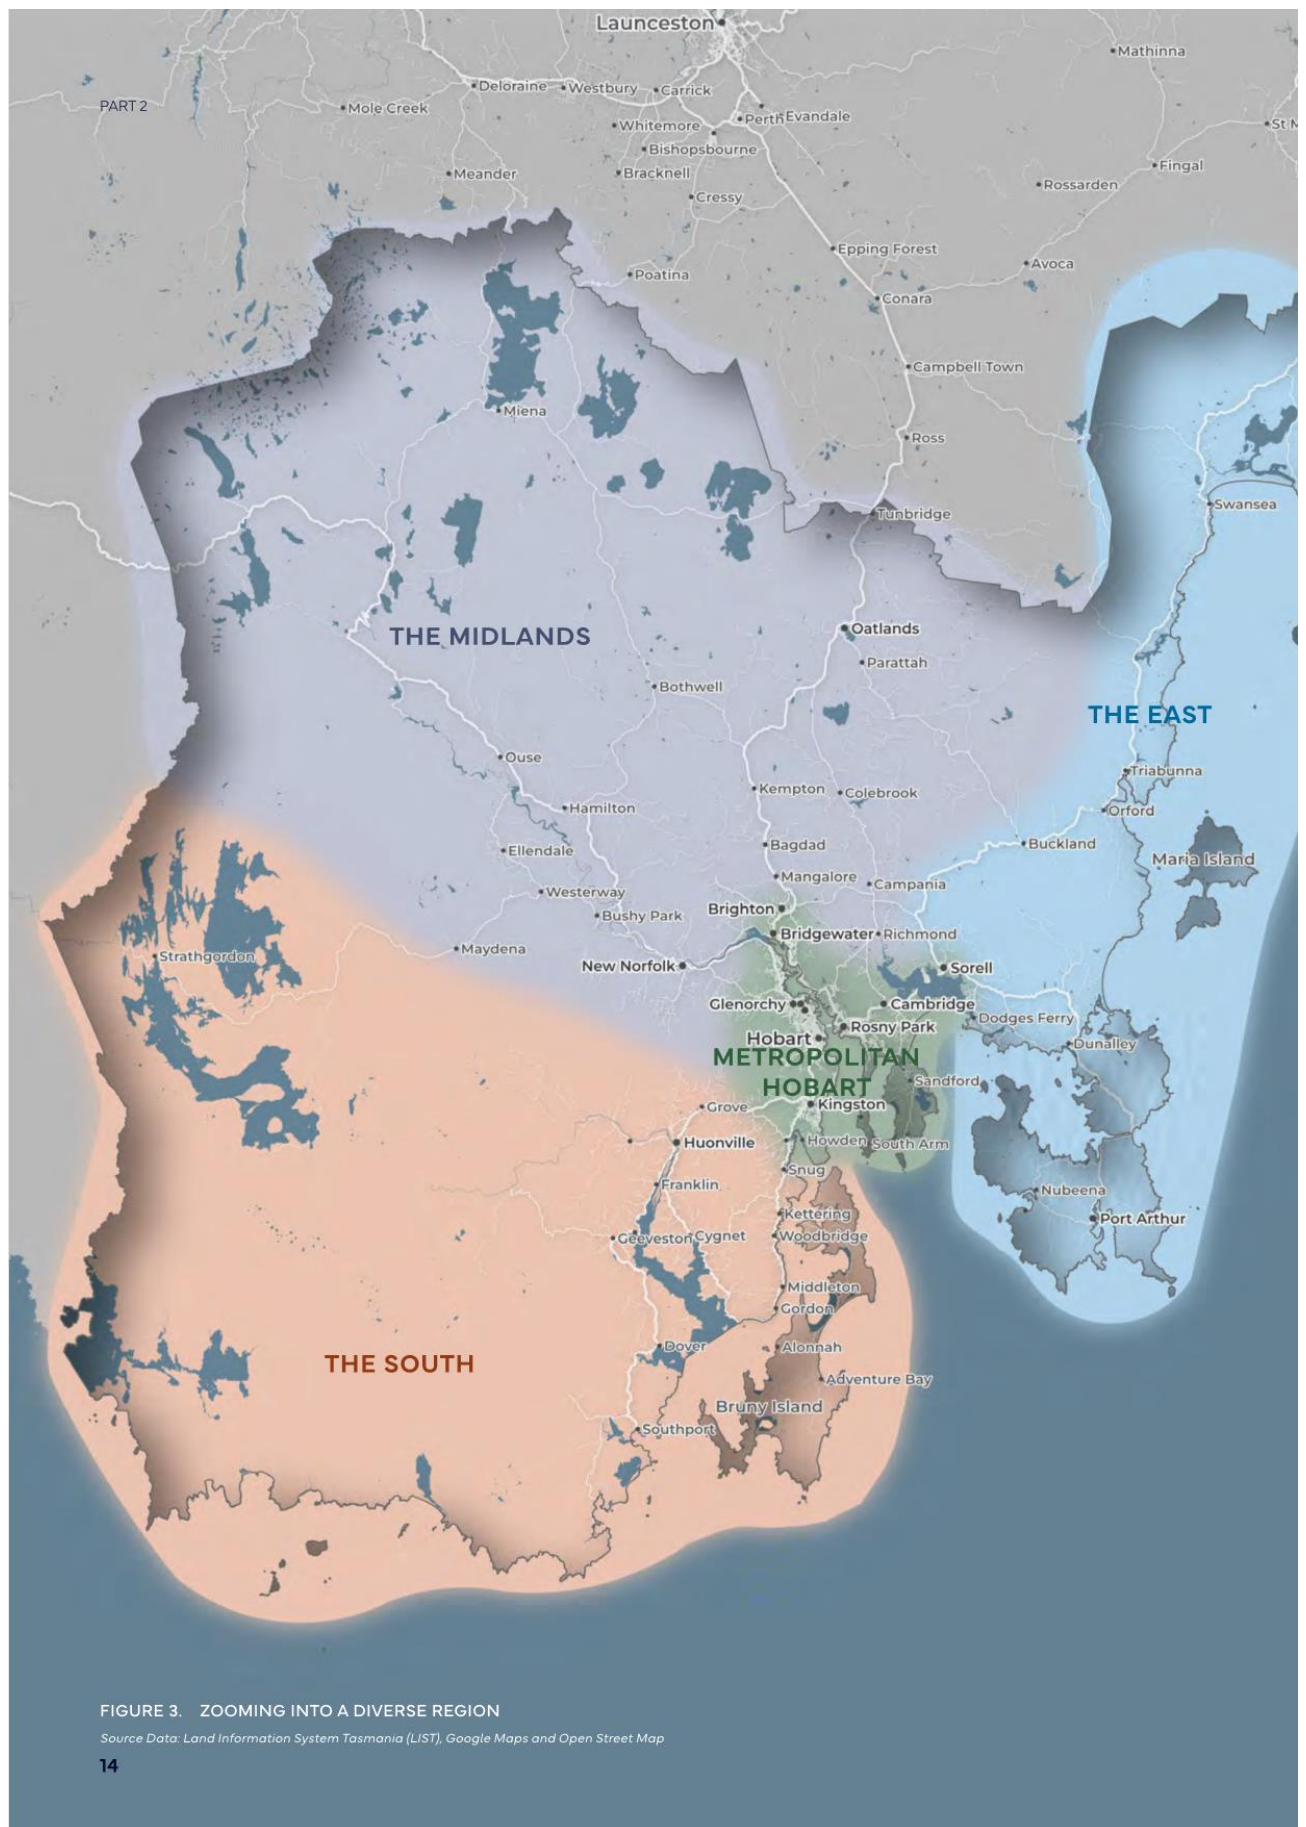 Launceston
Mathinna
Deloraine
Westbury
Carrick
PART 2
Mole Creek
Whitemore
Perth
Evandale
St M
Bishopsbourne
Fingal
Meander
Bracknell
Rossarden
Cressy
Epping Forest
Avoca
Poatina
Conara
Campbell Town
Miena
Ross
Swansea
Tunbridge
THE MIDLANDS
Oatlands
Parattah
Bothwell
THE EAST
Ouse
Triabunna
Kempton
Colebrook
Hamilton
Orford
Bagdad
Buckland
Ellendale
Maria Island
Mangalore
Campania
Westerway
Brighton
Bushy Park
Bridgewater
Richmond
Maydena
Strathgordon
New Norfolk
Sorell
Glenorchy
Cambridge
Dodges Ferry
Rosny Park
Hobart
Dunalley
METROPOLITAN
HOBART
Sandford
Grove
Kingston
Huonville
Howden
South Arm
Snug
Franklin
Nubeena
Kettering
Port Arthur
Geeveston
Cygnet
Woodbridge
Middleton
Gordon
Dover
Alonnah
THE SOUTH
Adventure Bay
Bruny Island
Southport
FIGURE 3. ZOOMING INTO A DIVERSE REGION
Source Data: Land Information System Tasmania (LIST), Google Maps and Open Street Map
14